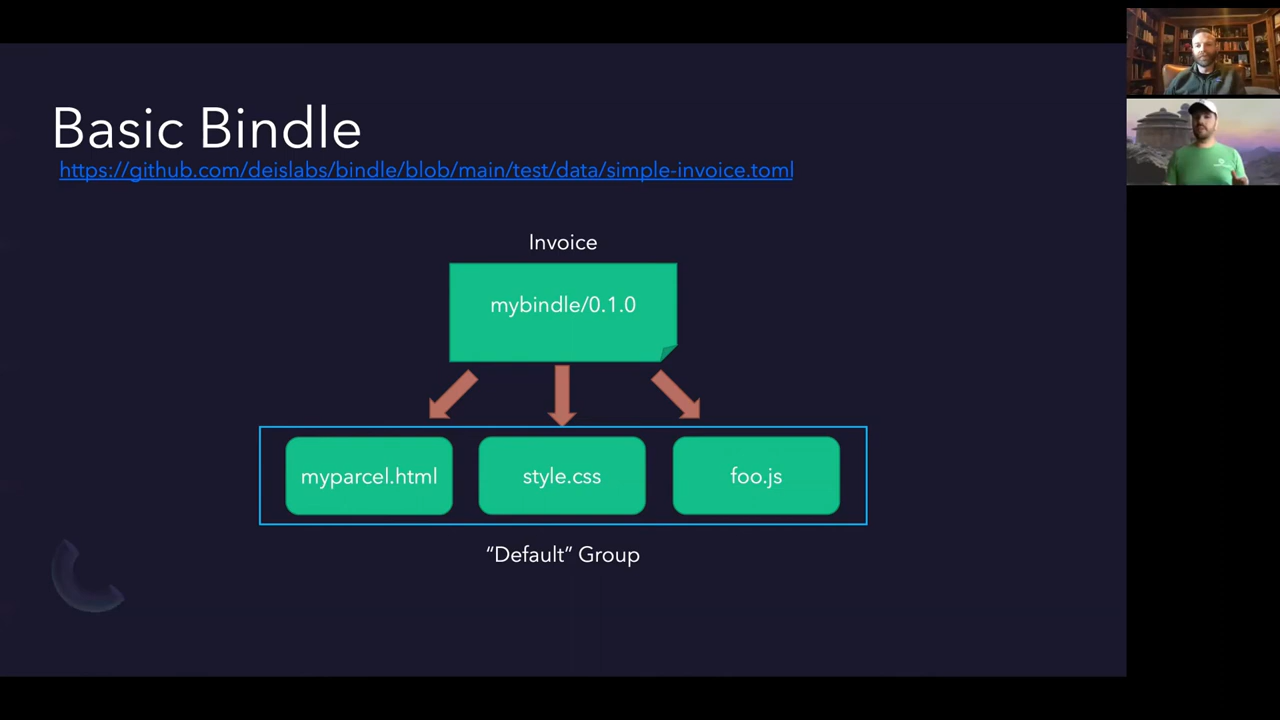 Basic Bindle
https://github.com/deislabs/bindle/blob/main/test/data/simple-invoice.toml
Invoice
mybindle/0.1.0
myparcel.html
style.css
foo.js
“Default” Group